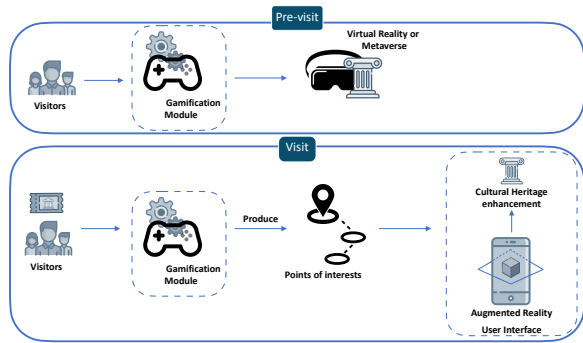 Pre-visit
Virtual Reality or
Metaverse
Visitors
Gamification
Module
Visit
Cultural Heritage
enhancement
Produce
Visitors
Gamification
Module
Points of interests
Augmented Reality
User Interface